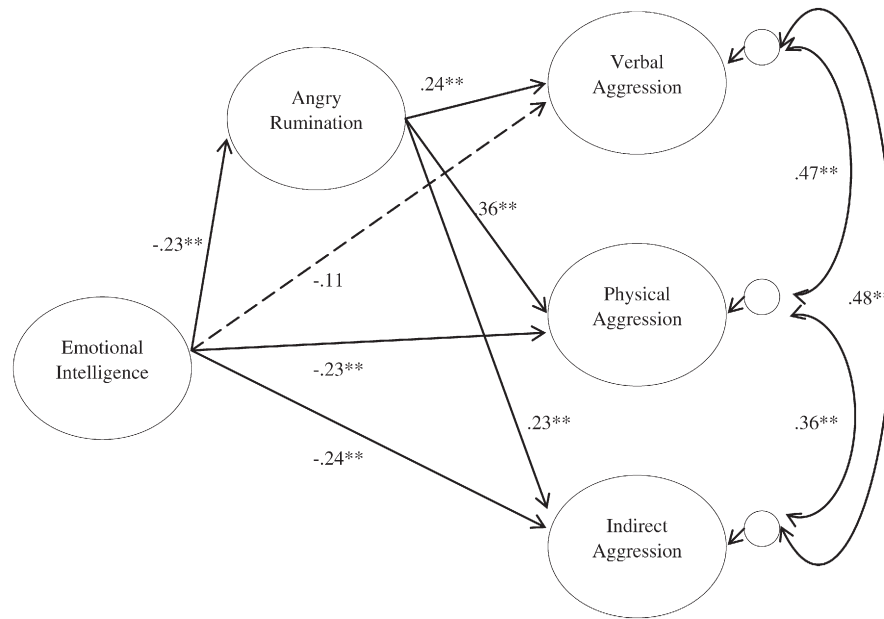 Verbal
Aggression
Angry
Rumination
.24**
.47**
.36**
-.23**
-.11
Physical
Aggression
.48**
Emotional
Intelligence
-.23**
.23**
.36**
-.24**
Indirect
Aggression